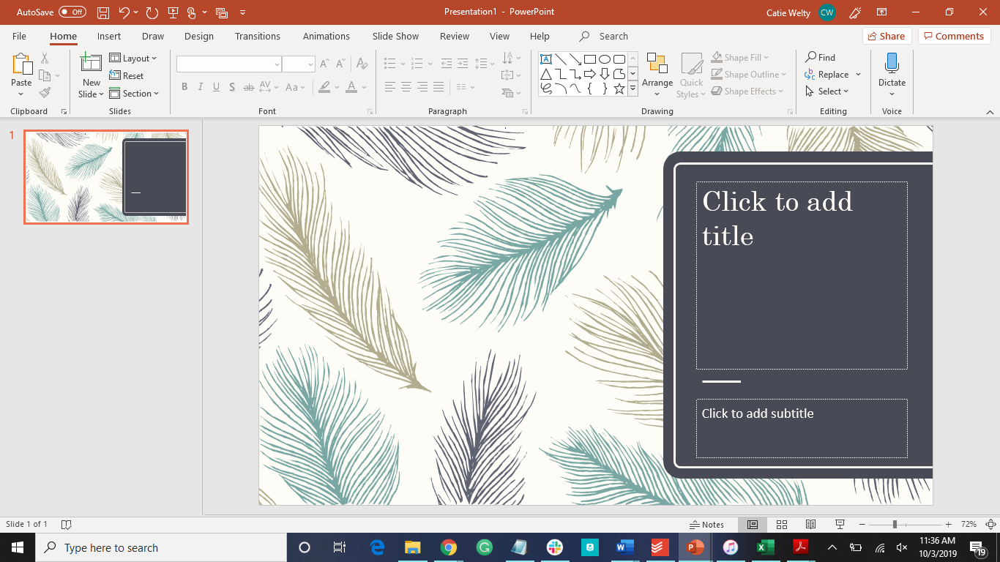 AutoSave Off Presentation1 - PowerPoint Catie Welty CW
File Home Insert Draw Design Transitions Animations Slide Show Review View Help Search Share Comments
Paste
New Slide
Layout
Reset
Section
B I U S ab AV Aa A
Arrange
Quick Styles
Shape Fill
Shape Outline
Shape Effects
Find
Replace
Select
Dictate
Clipboard Slides Font Paragraph Drawing Editing Voice
1
Click to add
title
Click to add subtitle
Slide 1 of 1 Notes 72%
Type here to search
11:36 AM
10/3/2019
19